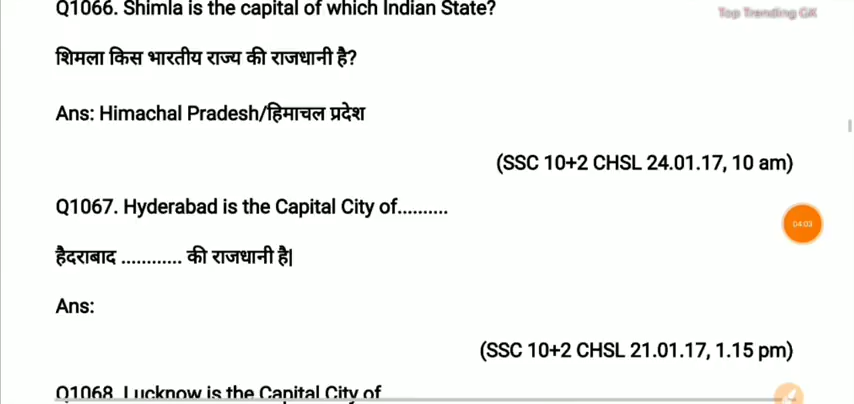 Q1066. Shimla is the capital of which Indian State?
Top Trending GK
शिमला किस भारतीय राज्य की राजधानी है?
Ans: Himachal Pradesh/हिमाचल प्रदेश
(SSC 10+2 CHSL 24.01.17, 10 am)
Q1067. Hyderabad is the Capital City of..........
04:03
हैदराबाद ............ की राजधानी है|
Ans:
(SSC 10+2 CHSL 21.01.17, 1.15 pm)
Q1068. Lucknow is the Capital City of